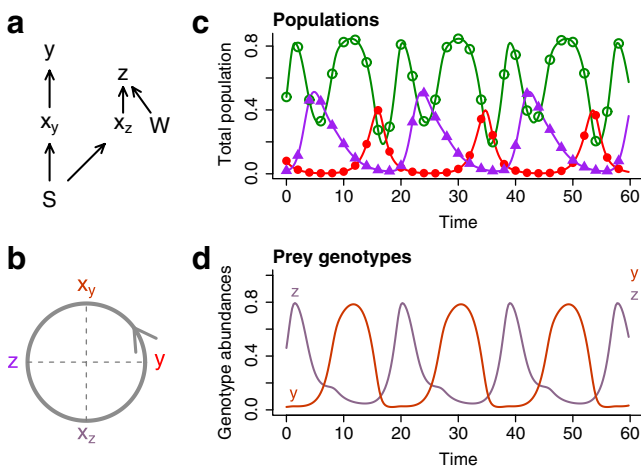 a
y
z
x_y
x_z
W
S
b
x_y
z
y
x_z
c
Populations
Total population
0.8
0.4
0.0
0 10 20 30 40 50 60
Time
d
Prey genotypes
Genotype abundances
0.8
0.4
0.0
z
y
y
z
0 10 20 30 40 50 60
Time